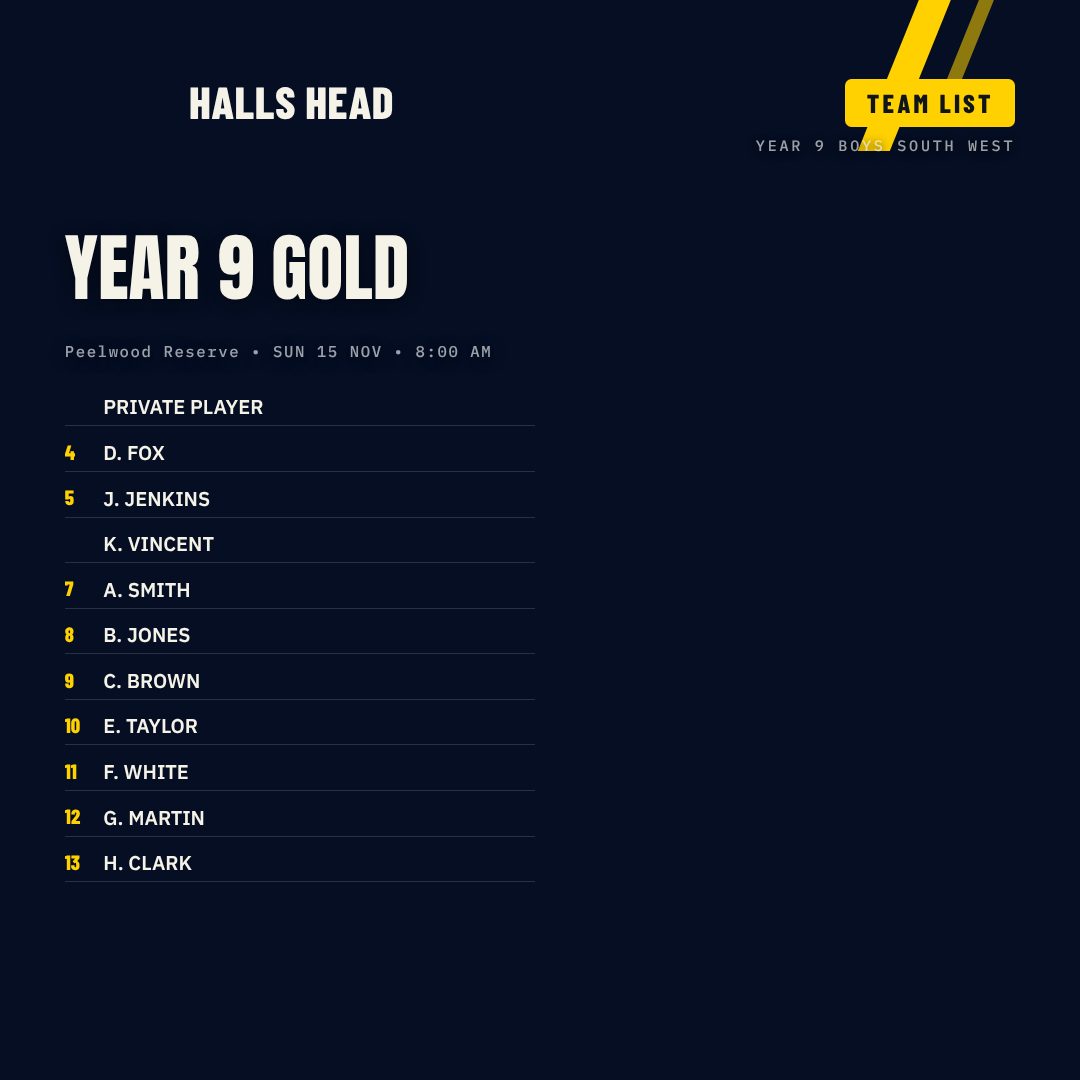 HALLS HEAD
TEAM LIST
YEAR 9 BOYS SOUTH WEST
YEAR 9 GOLD
Peelwood Reserve • SUN 15 NOV • 8:00 AM
PRIVATE PLAYER
4 D. FOX
5 J. JENKINS
K. VINCENT
7 A. SMITH
8 B. JONES
9 C. BROWN
10 E. TAYLOR
11 F. WHITE
12 G. MARTIN
13 H. CLARK